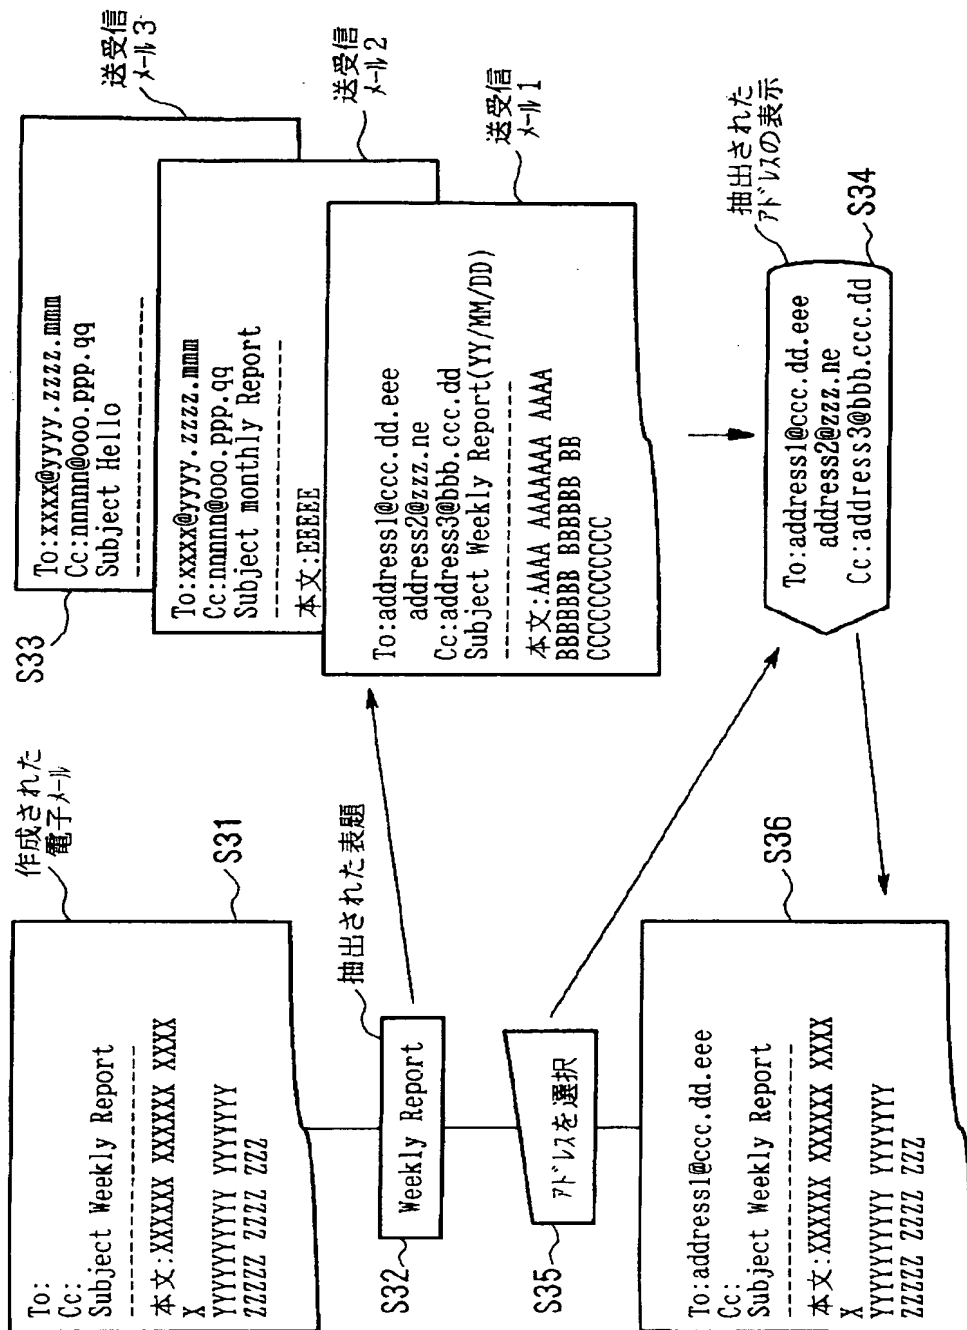 作成された
電子メール
To:
Cc:
Subject Weekly Report
本文:XXXXXX XXXXXX XXXX
X
YYYYYYYYYY YYYYYYY
ZZZZZ ZZZZ ZZZ
S31
S32
Weekly Report
抽出された表題
S33
To:xxxx@yyyy.zzzz.mmm
Cc:nnnnn@ooo.ppp.qq
Subject Hello
送受信
メール3
To:xxxx@yyyy.zzzz.mmm
Cc:nnnnn@ooo.ppp.qq
Subject monthly Report
本文:EEEEE
送受信
メール2
To:address1@ccc.dd.eee
address2@zzz.ne
Cc:address3@bbb.ccc.dd
Subject Weekly Report(YY/MM/DD)
本文:AAAA AAAAAAA AAAA
BBBBBB BBBBBB BB
CCCCCCCCCCC
送受信
メール1
抽出された
アドレスの表示
To:address1@ccc.dd.eee
address2@zzz.ne
Cc:address3@bbb.ccc.dd
S34
S35
アドレスを選択
S36
To:address1@ccc.dd.eee
Cc:
Subject Weekly Report
本文:XXXXXX XXXXXX XXXX
X
YYYYYYYYYY YYYYYYY
ZZZZZ ZZZZ ZZZ